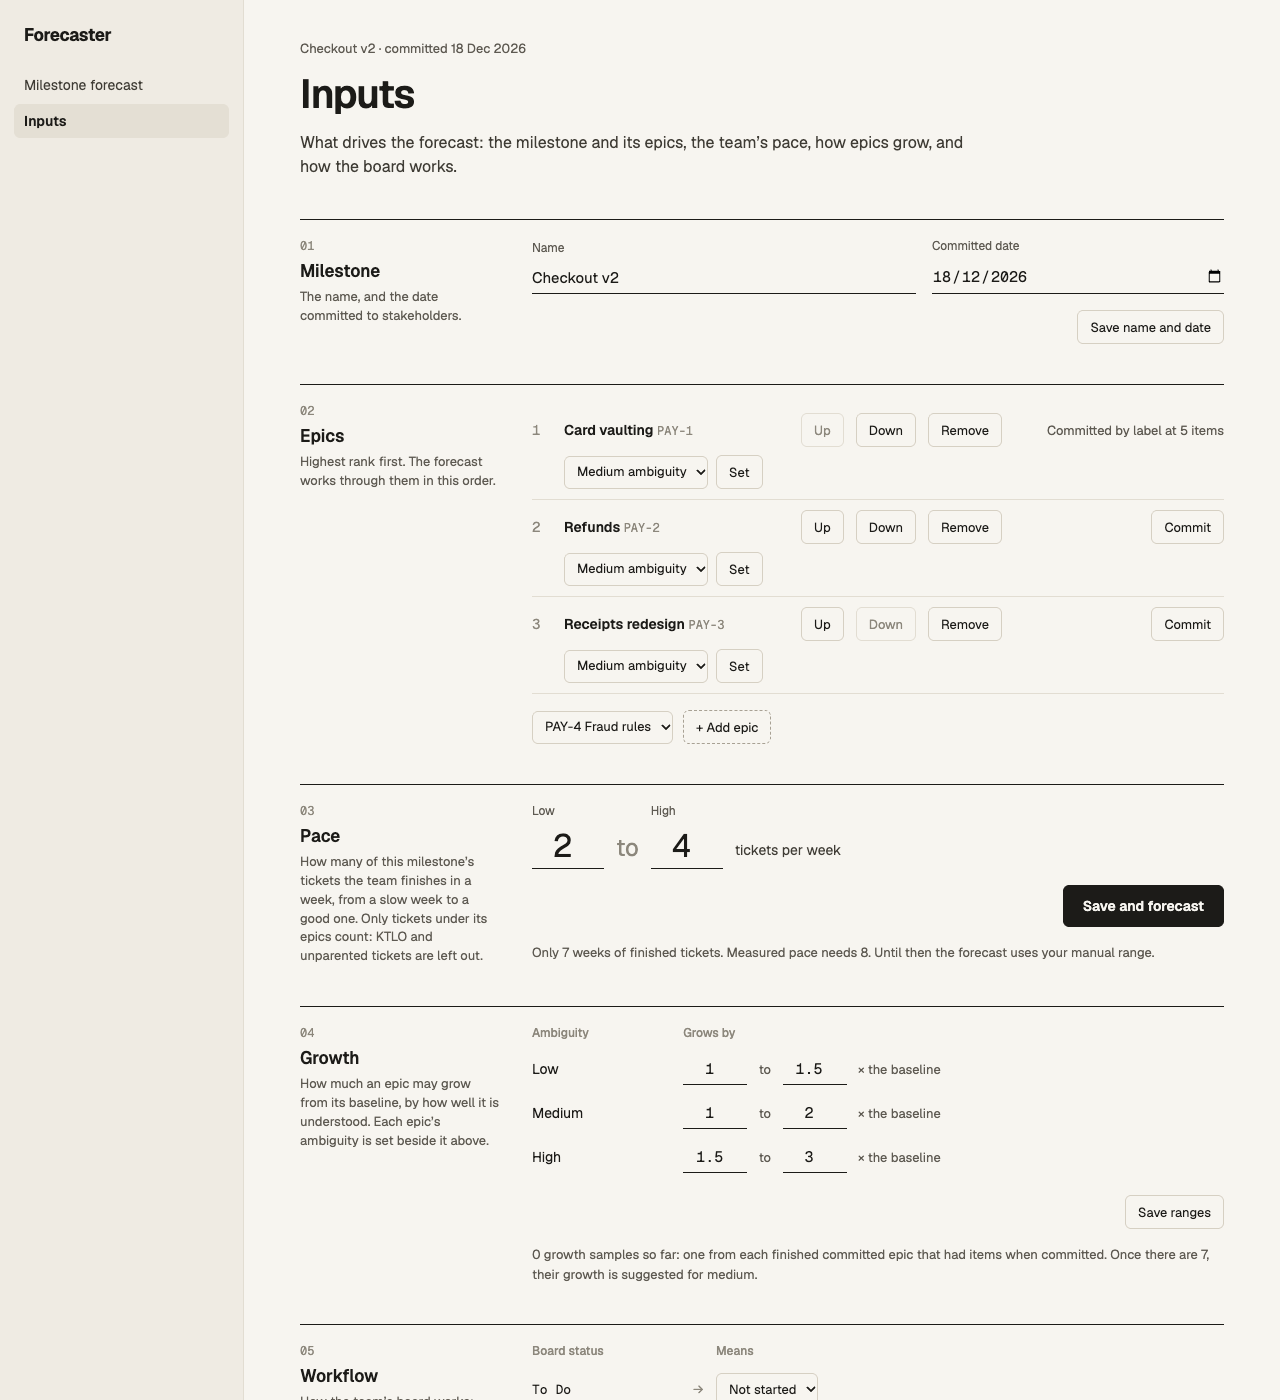 Forecaster
Milestone forecast
Inputs
Checkout v2 · committed 18 Dec 2026
Inputs
What drives the forecast: the milestone and its epics, the team's pace, how epics grow, and
how the board works.
01
Milestone
The name, and the date
committed to stakeholders.
Name
Checkout v2
Committed date
18/12/2026
Save name and date
02
Epics
Highest rank first. The forecast
works through them in this order.
1 Card vaulting PAY-1 Up Down Remove Committed by label at 5 items
Medium ambiguity Set
2 Refunds PAY-2 Up Down Remove Commit
Medium ambiguity Set
3 Receipts redesign PAY-3 Up Down Remove Commit
Medium ambiguity Set
PAY-4 Fraud rules + Add epic
03
Pace
How many of this milestone's
tickets the team finishes in a
week, from a slow week to a
good one. Only tickets under its
epics count: KTLO and
unparented tickets are left out.
Low High
2 to 4 tickets per week
Save and forecast
Only 7 weeks of finished tickets. Measured pace needs 8. Until then the forecast uses your manual range.
04
Growth
How much an epic may grow
from its baseline, by how well it is
understood. Each epic's
ambiguity is set beside it above.
Ambiguity Grows by
Low 1 to 1.5 × the baseline
Medium 1 to 2 × the baseline
High 1.5 to 3 × the baseline
Save ranges
0 growth samples so far: one from each finished committed epic that had items when committed. Once there are 7,
their growth is suggested for medium.
05
Workflow
Board status Means
To Do → Not started